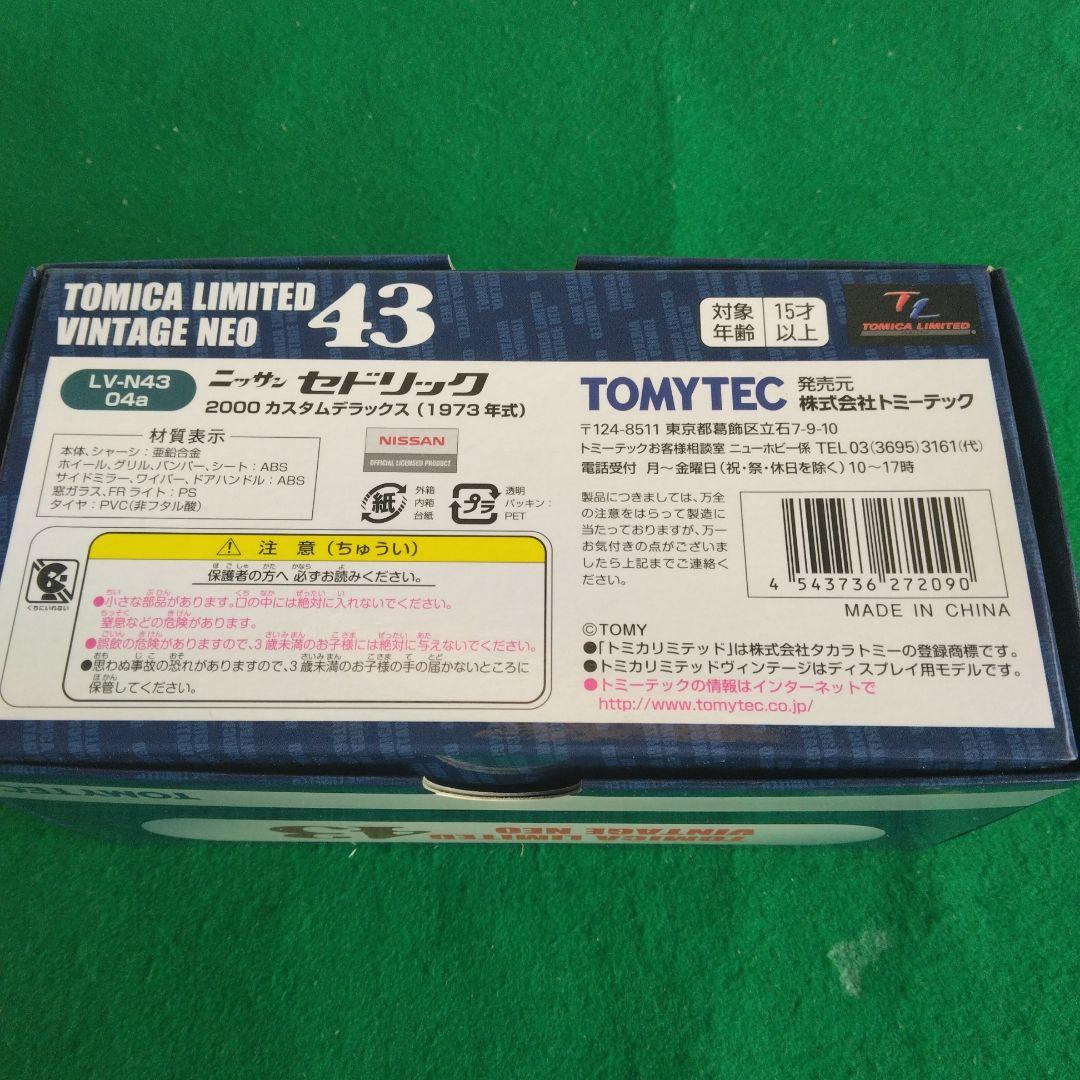 TOMICA LIMITED
VINTAGE NEO 43
対象年齢 15才以上
TL
TOMICA LIMITED
LV-N43
04a
ニッサン セドリック
2000 カスタムデラックス（1973年式）
材質表示
本体、シャーシ：亜鉛合金
ホイール、グリル、バンパー、シート：ABS
サイドミラー、ワイパー、ドアハンドル：ABS
窓ガラス、FRライト：PS
タイヤ：PVC（非フタル酸）
NISSAN
OFFICIAL LICENSED PRODUCT
紙
外箱
内箱
台紙
プラ
透明
パッキン：
PET
くちにいれない
注 意（ちゅうい）
保護者の方へ 必ずお読みください。
●小さな部品があります。口の中には絶対に入れないでください。
窒息などの危険があります。
●誤飲の危険がありますので、3歳未満のお子様には絶対に与えないでください。
●思わぬ事故の恐れがありますので、3歳未満のお子様の手の届かないところに
保管してください。
TOMYTEC 発売元
株式会社トミーテック
〒124-8511 東京都葛飾区立石7-9-10
トミーテックお客様相談室 ニューホビー係 TEL 03(3695)3161(代)
電話受付 月～金曜日(祝・祭・休日を除く) 10～17時
製品につきましては、万全
の注意をはらって製造に
当たっておりますが、万一
お気付きの点がございま
したら上記までご連絡く
ださい。
4 543736 272090
MADE IN CHINA
©TOMY
●「トミカリミテッド」は株式会社タカラトミーの登録商標です。
●トミカリミテッドヴィンテージはディスプレイ用モデルです。
●トミーテックの情報はインターネットで
http://www.tomytec.co.jp/
TOMYTEC
TOMICA LIMITED
VINTAGE NEO
43